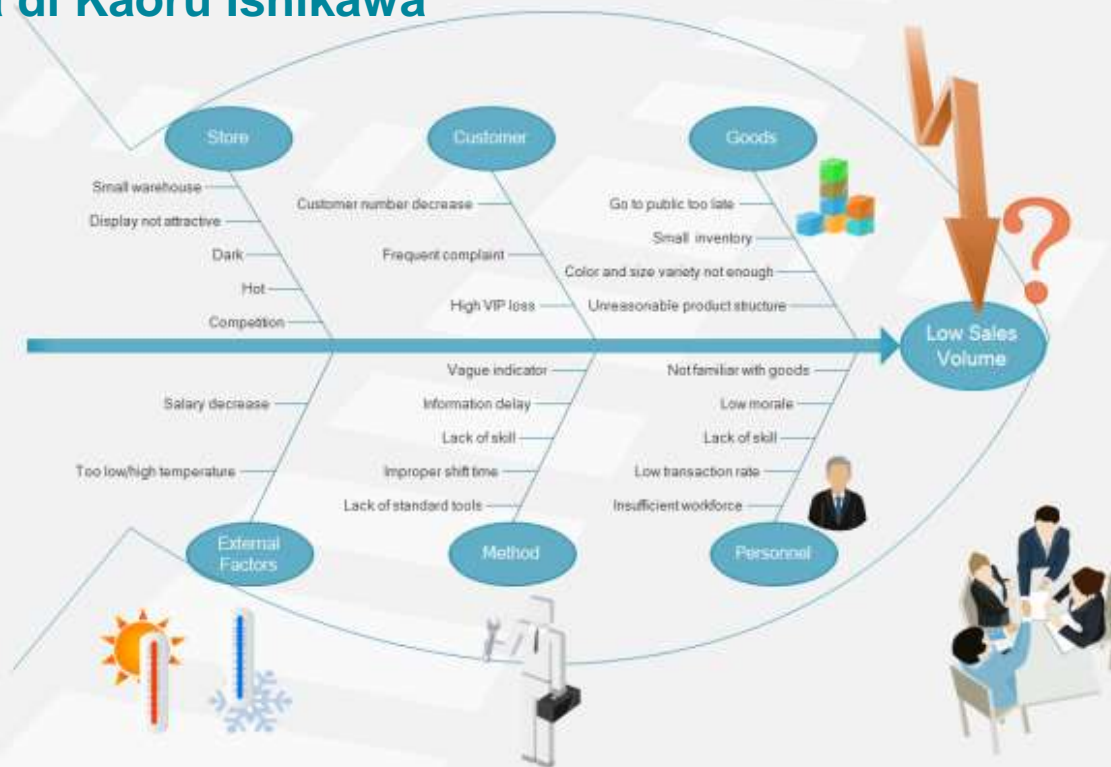 di Kaoru Ishikawa
Store
Customer
Goods
Small warehouse
Display not attractive
Dark
Hot
Competition
Customer number decrease
Frequent complaint
High VIP loss
Go to public too late
Small inventory
Color and size variety not enough
Unreasonable product structure
Low Sales
Volume
Salary decrease
Too low/high temperature
Vague indicator
Information delay
Lack of skill
Improper shift time
Lack of standard tools
Not familiar with goods
Low morale
Lack of skill
Low transaction rate
Insufficient workforce
External
Factors
Method
Personnel
?